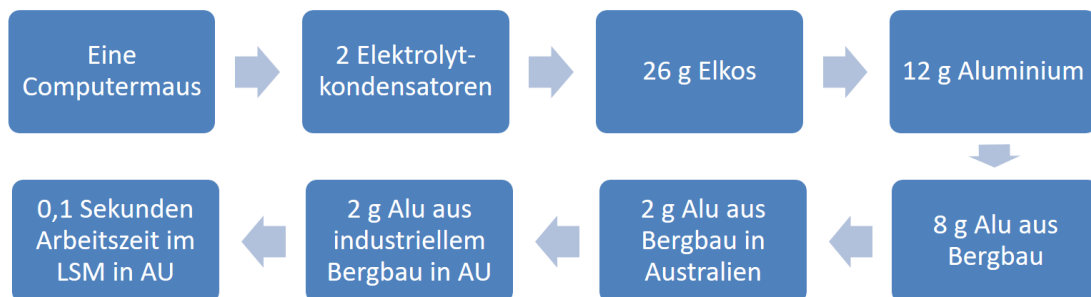 Eine
Computermaus
2 Elektrolyt-
kondensatoren
26 g Elkos
12 g Aluminium
8 g Alu aus
Bergbau
2 g Alu aus
Bergbau in
Australien
2 g Alu aus
industriellem
Bergbau in AU
0,1 Sekunden
Arbeitszeit im
LSM in AU